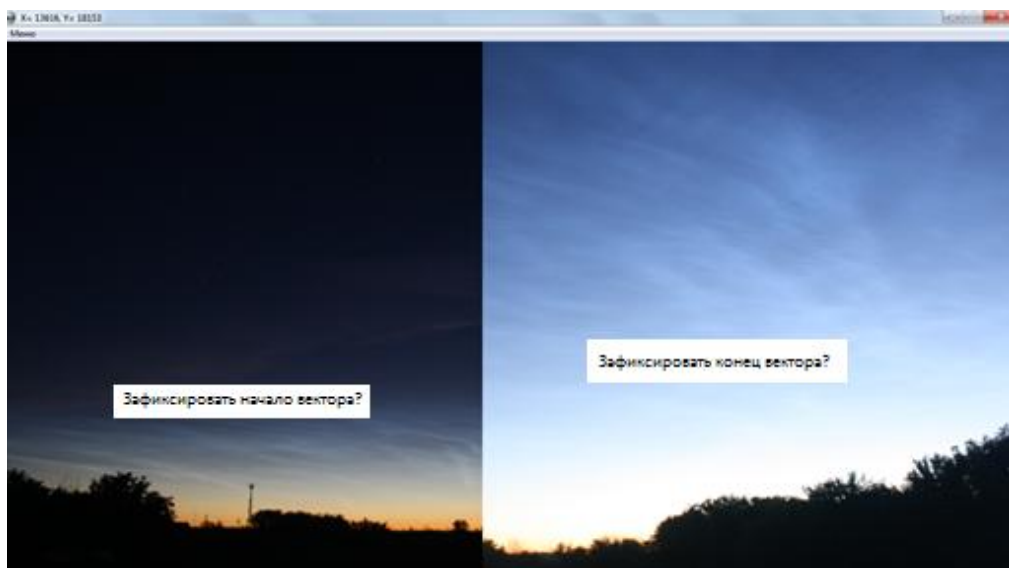 Меню
Зафиксировать конец вектора?
Зафиксировать начало вектора?